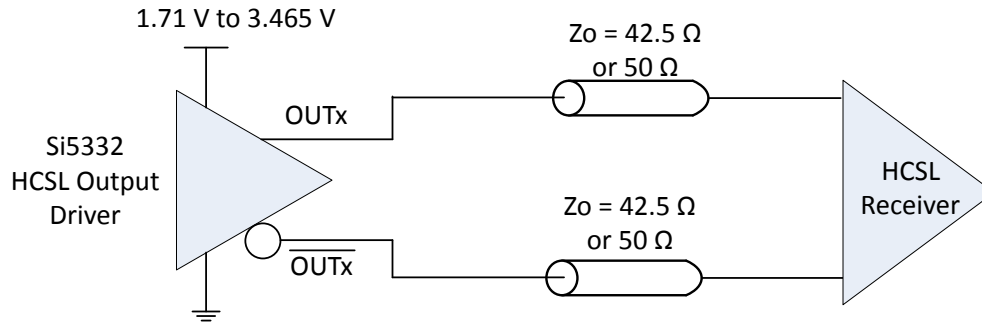 1.71 V to 3.465 V
Zo = 42.5 Ω
or 50 Ω
OUTx
Si5332
HCSL Output
Driver
HCSL
Receiver
Zo = 42.5 Ω
or 50 Ω
OUTx